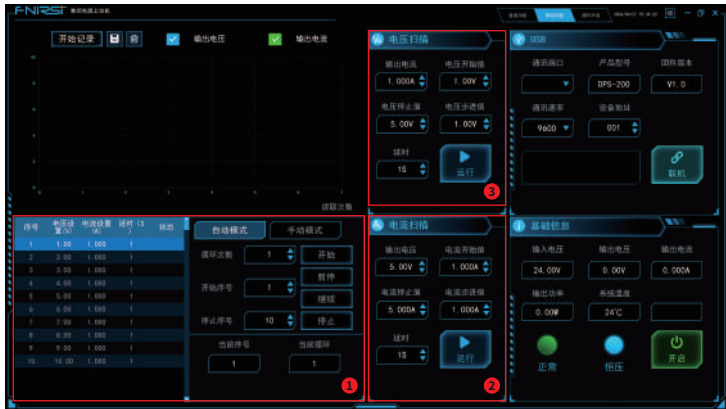 FNIRSI
开始记录
输出电压
输出电流
读取次数
电压扫描
输出电流
电压开始值
1.000A
1.00V
电压停止值
电压步进值
5.00V
1.00V
延时
1S
运行
3
USB
通讯端口
产品型号
固件版本
DPS-200
V1.0
通讯速率
设备地址
9600
001
联机
序号
电压设置(V)
电流设置(A)
延时(S)
状态
1 1.00 1.000 1
2 2.00 1.000 1
3 3.00 1.000 1
4 4.00 1.000 1
5 5.00 1.000 1
6 6.00 1.000 1
7 7.00 1.000 1
8 8.00 1.000 1
9 9.00 1.000 1
10 10.00 1.000 1
自动模式
手动模式
循环次数
1
开始
暂停
开始序号
1
继续
停止序号
10
停止
当前序号
当前循环
1
1
1
电流扫描
输出电压
电流开始值
5.00V
1.000A
电流停止值
电流步进值
5.000A
1.000A
延时
1S
运行
2
基础信息
输入电压
输出电压
输出电流
24.00V
0.00V
0.000A
输出功率
系统温度
0.00W
24℃
正常
恒压
开启